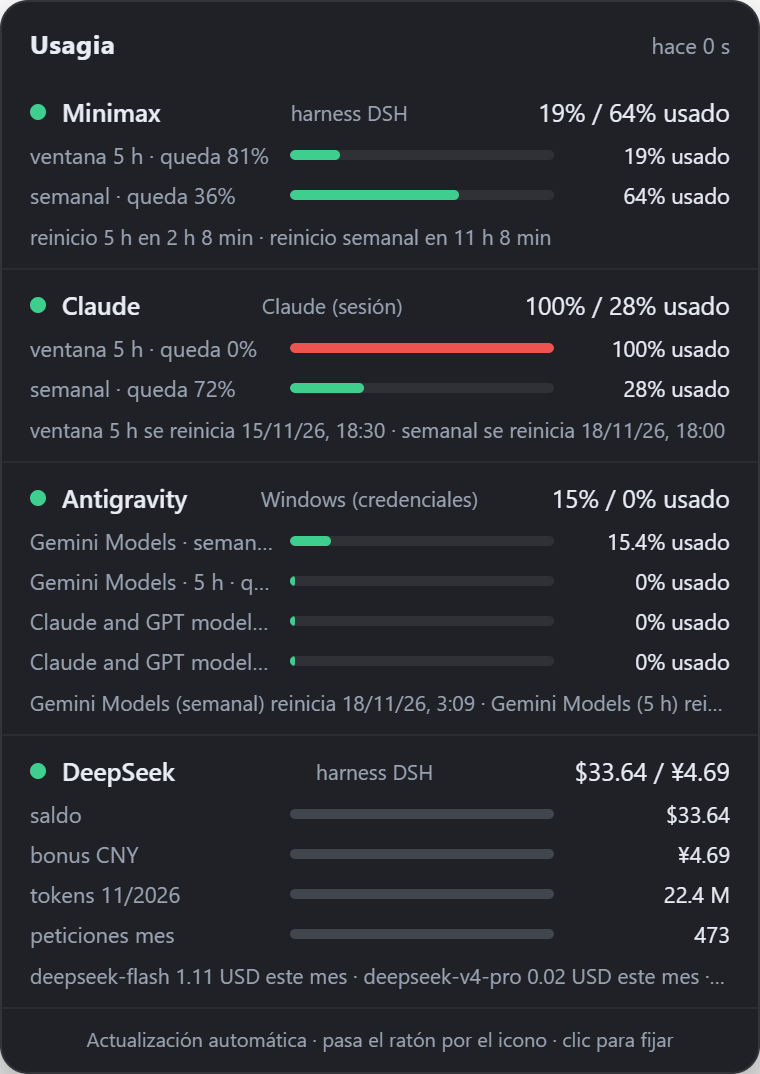 Usagia hace 0 s
Minimax harness DSH 19% / 64% usado
ventana 5 h · queda 81% 19% usado
semanal · queda 36% 64% usado
reinicio 5 h en 2 h 8 min · reinicio semanal en 11 h 8 min
Claude Claude (sesión) 100% / 28% usado
ventana 5 h · queda 0% 100% usado
semanal · queda 72% 28% usado
ventana 5 h se reinicia 15/11/26, 18:30 · semanal se reinicia 18/11/26, 18:00
Antigravity Windows (credenciales) 15% / 0% usado
Gemini Models · seman... 15.4% usado
Gemini Models · 5 h · q... 0% usado
Claude and GPT model... 0% usado
Claude and GPT model... 0% usado
Gemini Models (semanal) reinicia 18/11/26, 3:09 · Gemini Models (5 h) rei...
DeepSeek harness DSH $33.64 / ¥4.69
saldo $33.64
bonus CNY ¥4.69
tokens 11/2026 22.4 M
peticiones mes 473
deepseek-flash 1.11 USD este mes · deepseek-v4-pro 0.02 USD este mes ·...
Actualización automática · pasa el ratón por el icono · clic para fijar